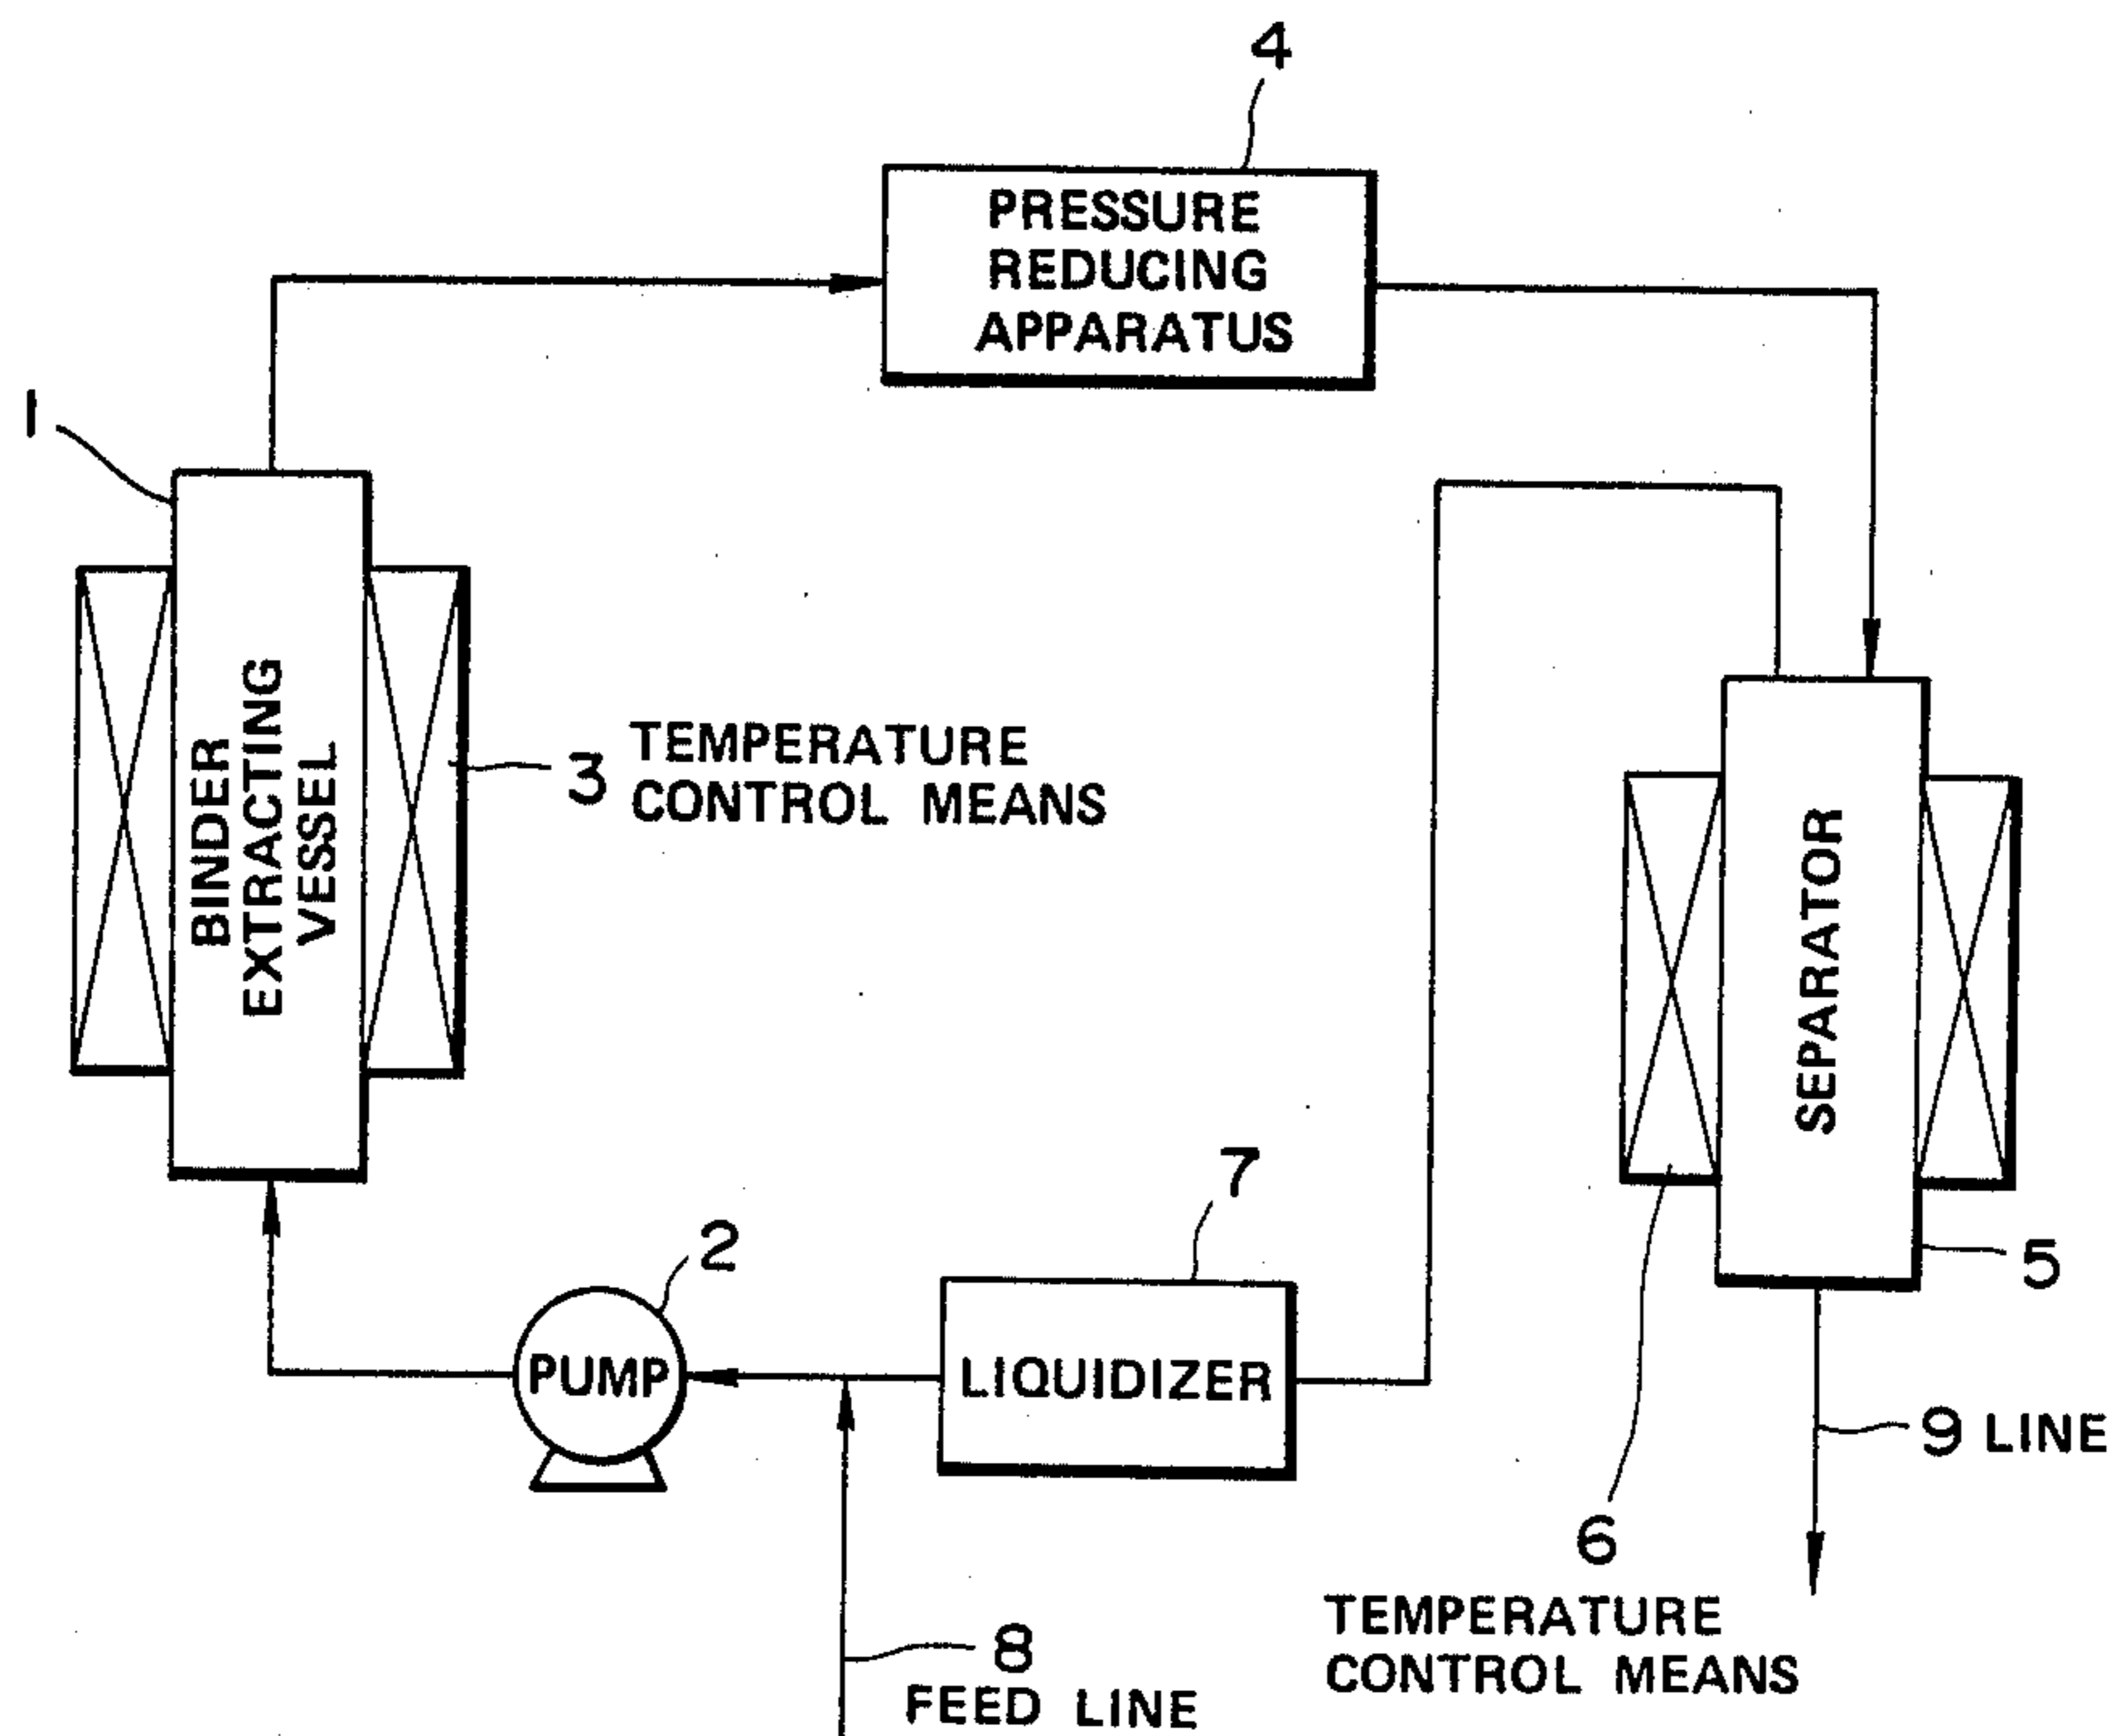 4
PRESSURE
REDUCING
APPARATUS
1
BINDER
EXTRACTING
VESSEL
3 TEMPERATURE
CONTROL MEANS
SEPARATOR
7
2
5
PUMP
LIQUIDIZER
9 LINE
6
TEMPERATURE
CONTROL MEANS
8
FEED LINE